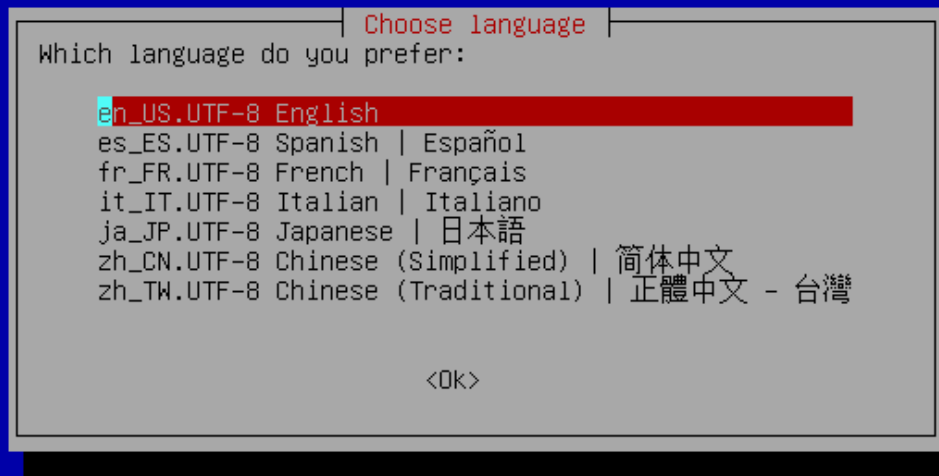 Choose language
Which language do you prefer:
en_US.UTF-8 English
es_ES.UTF-8 Spanish | Español
fr_FR.UTF-8 French | Français
it_IT.UTF-8 Italian | Italiano
ja_JP.UTF-8 Japanese | 日本語
zh_CN.UTF-8 Chinese (Simplified) | 简体中文
zh_TW.UTF-8 Chinese (Traditional) | 正體中文 - 台灣
<Ok>